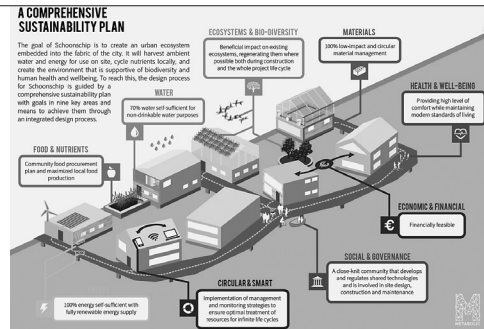 A COMPREHENSIVE
SUSTAINABILITY PLAN
The goal of Schoonschip is to create an urban ecosystem
embedded into the fabric of the city. It will harvest ambient
water and energy for use on site, cycle nutrients locally, and
create the environment that is supportive of biodiversity and
human health and wellbeing. To reach this, the design process
for Schoonschip is guided by a
comprehensive sustainability plan
with goals in nine key areas and
means to achieve them through
an integrated design process.
ECOSYSTEMS & BIO-DIVERSITY
Beneficial impact on existing
ecosystems, regenerating them where
possible both during construction
and the whole project life cycle
MATERIALS
100% low-impact and circular
material management
WATER
70% water self-sufficient for
non-drinkable water purposes
HEALTH & WELL-BEING
Providing high level of
comfort while maintaining
modern standards of living
FOOD & NUTRIENTS
Community food procurement
plan and maximized local food
production
ECONOMIC & FINANCIAL
€
Financially feasible
SOCIAL & GOVERNANCE
A close-knit community that develops
and regulates shared technologies
and is involved in site design,
construction and maintenance
CIRCULAR & SMART
Implementation of management
and monitoring strategies to
ensure optimal treatment of
resources for infinite life cycles
100% energy self-sufficient with
fully renewable energy supply
METABOLIC